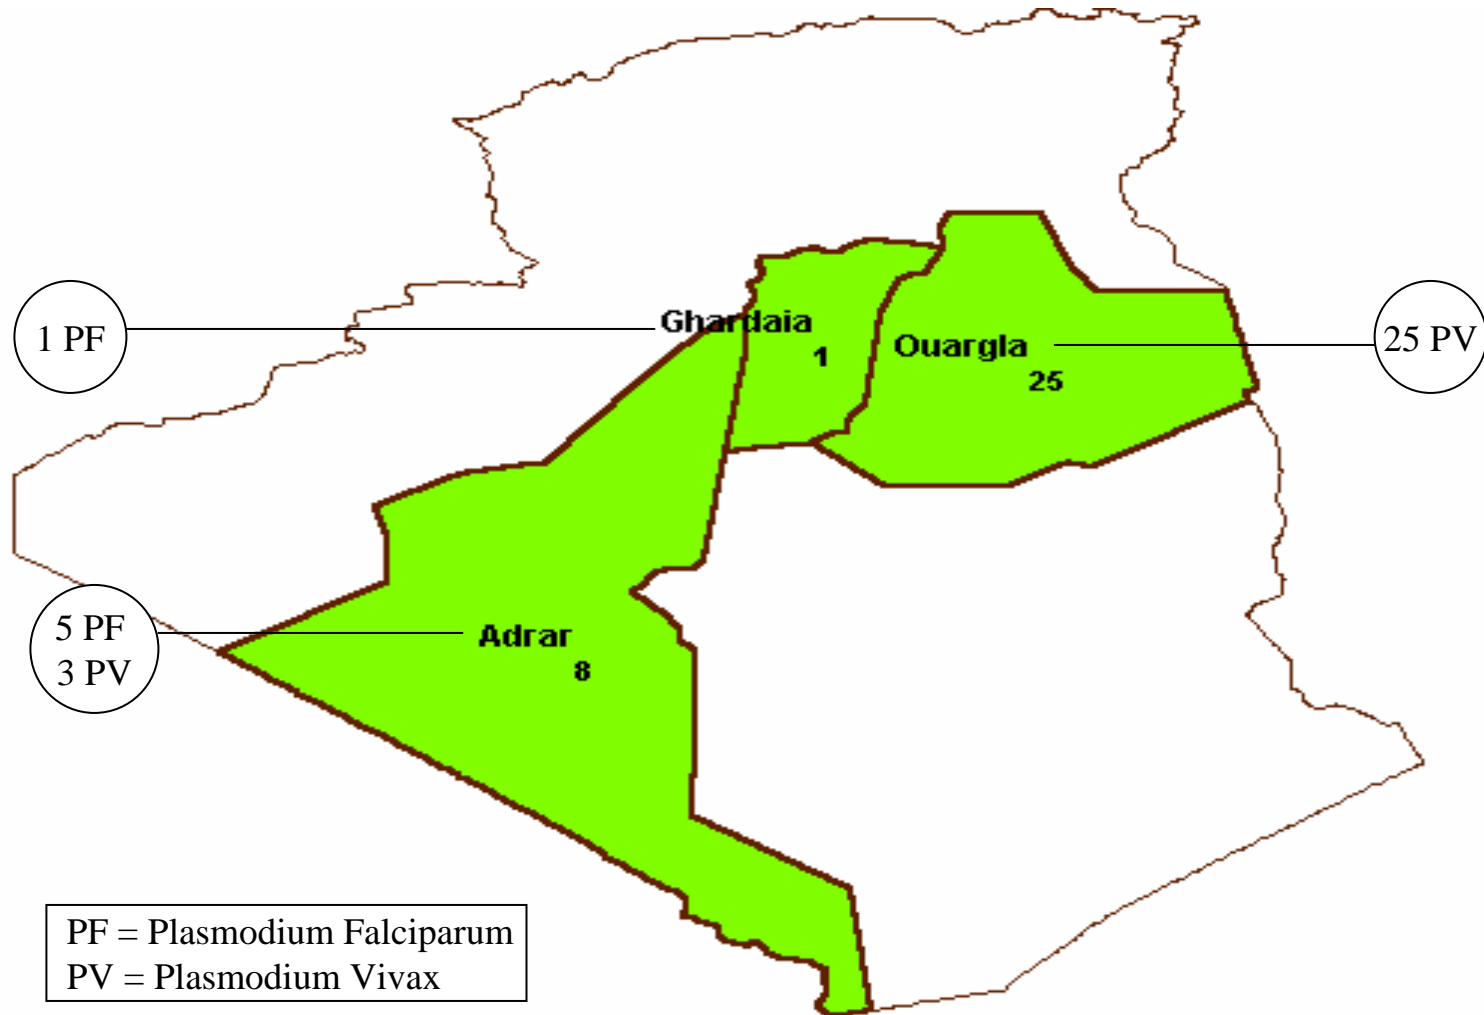 1 PF
Ghardaia
1
Ouargla
25
25 PV
5 PF
3 PV
Adrar
8
PF = Plasmodium Falciparum
PV = Plasmodium Vivax